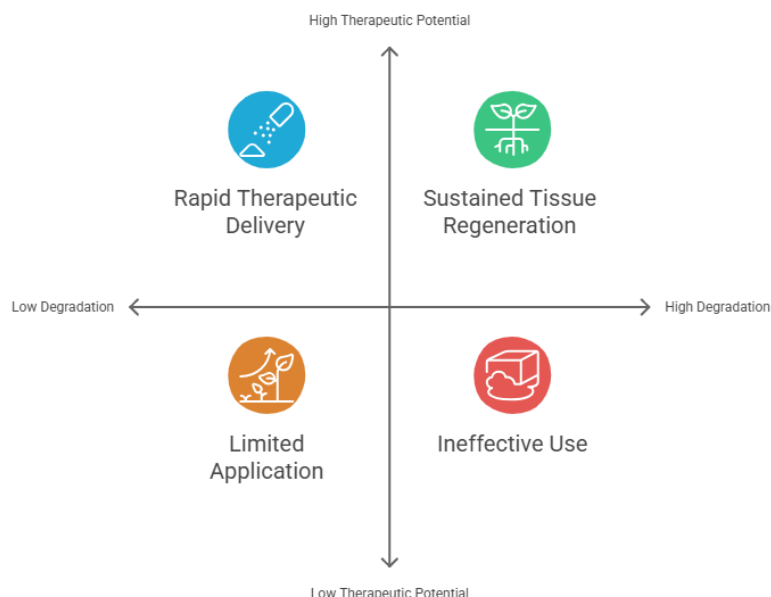 High Therapeutic Potential
Rapid Therapeutic
Delivery
Sustained Tissue
Regeneration
Low Degradation
High Degradation
Limited
Application
Ineffective Use
Low Therapeutic Potential